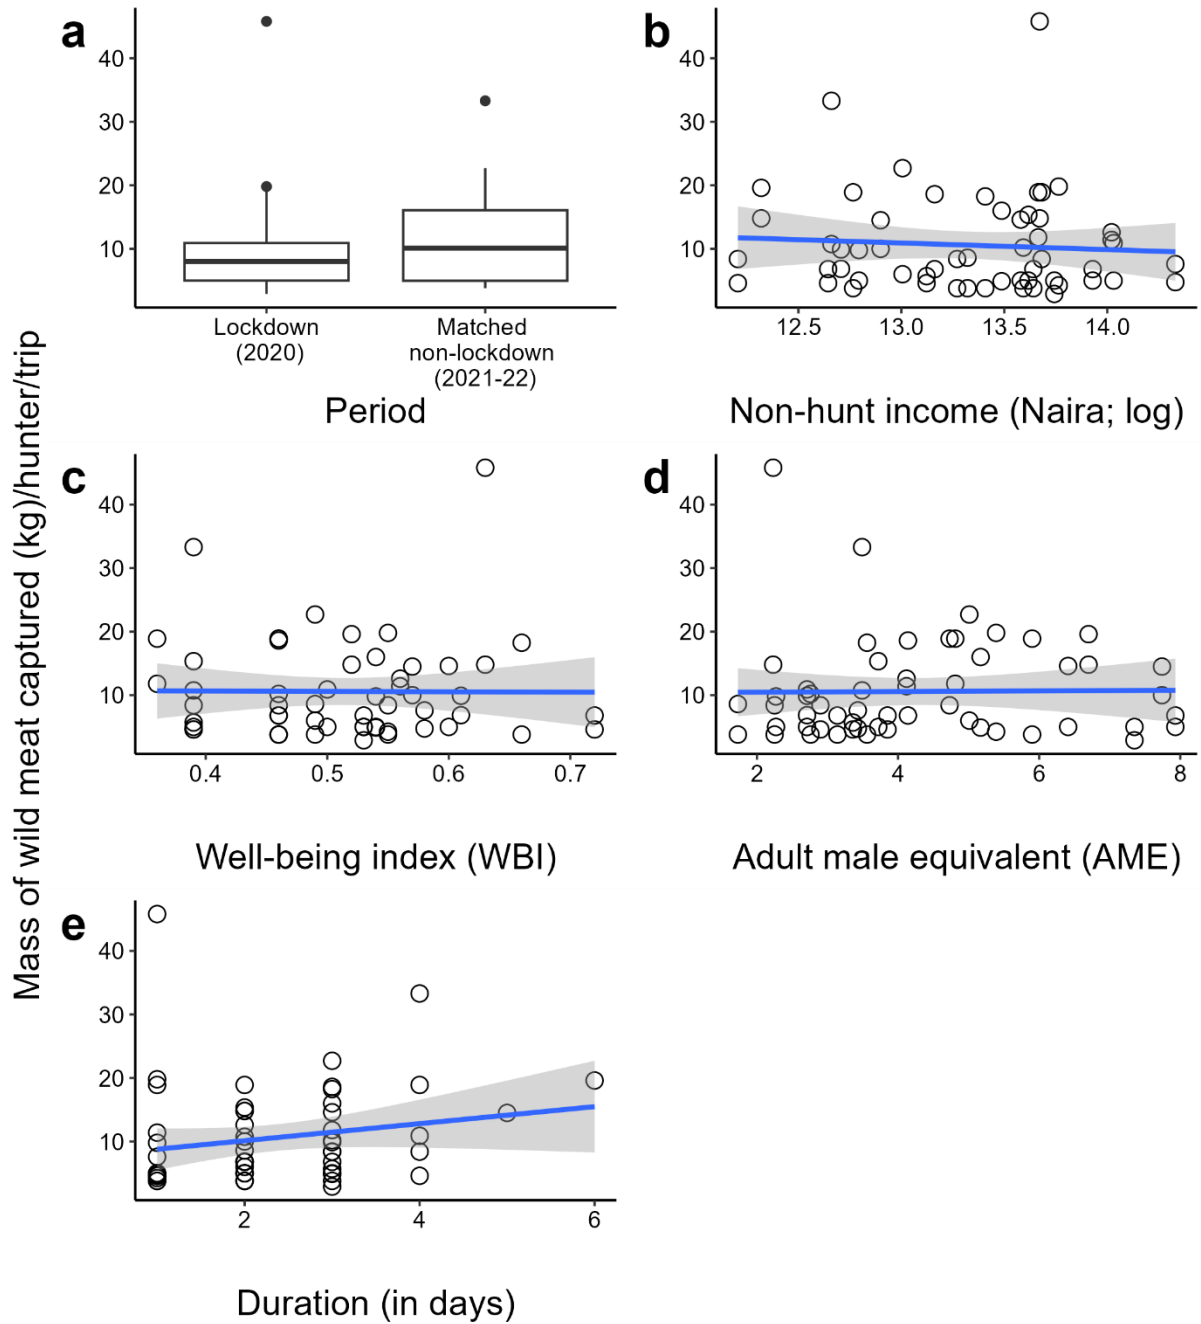 Mass of wild meat captured (kg)/hunter/trip
a
40
30
20
10
Lockdown
(2020)
Matched
non-lockdown
(2021-22)
Period
b
40
30
20
10
12.5 13.0 13.5 14.0
Non-hunt income (Naira; log)
c
40
30
20
10
0.4 0.5 0.6 0.7
Well-being index (WBI)
d
40
30
20
10
2 4 6 8
Adult male equivalent (AME)
e
40
30
20
10
2 4 6
Duration (in days)